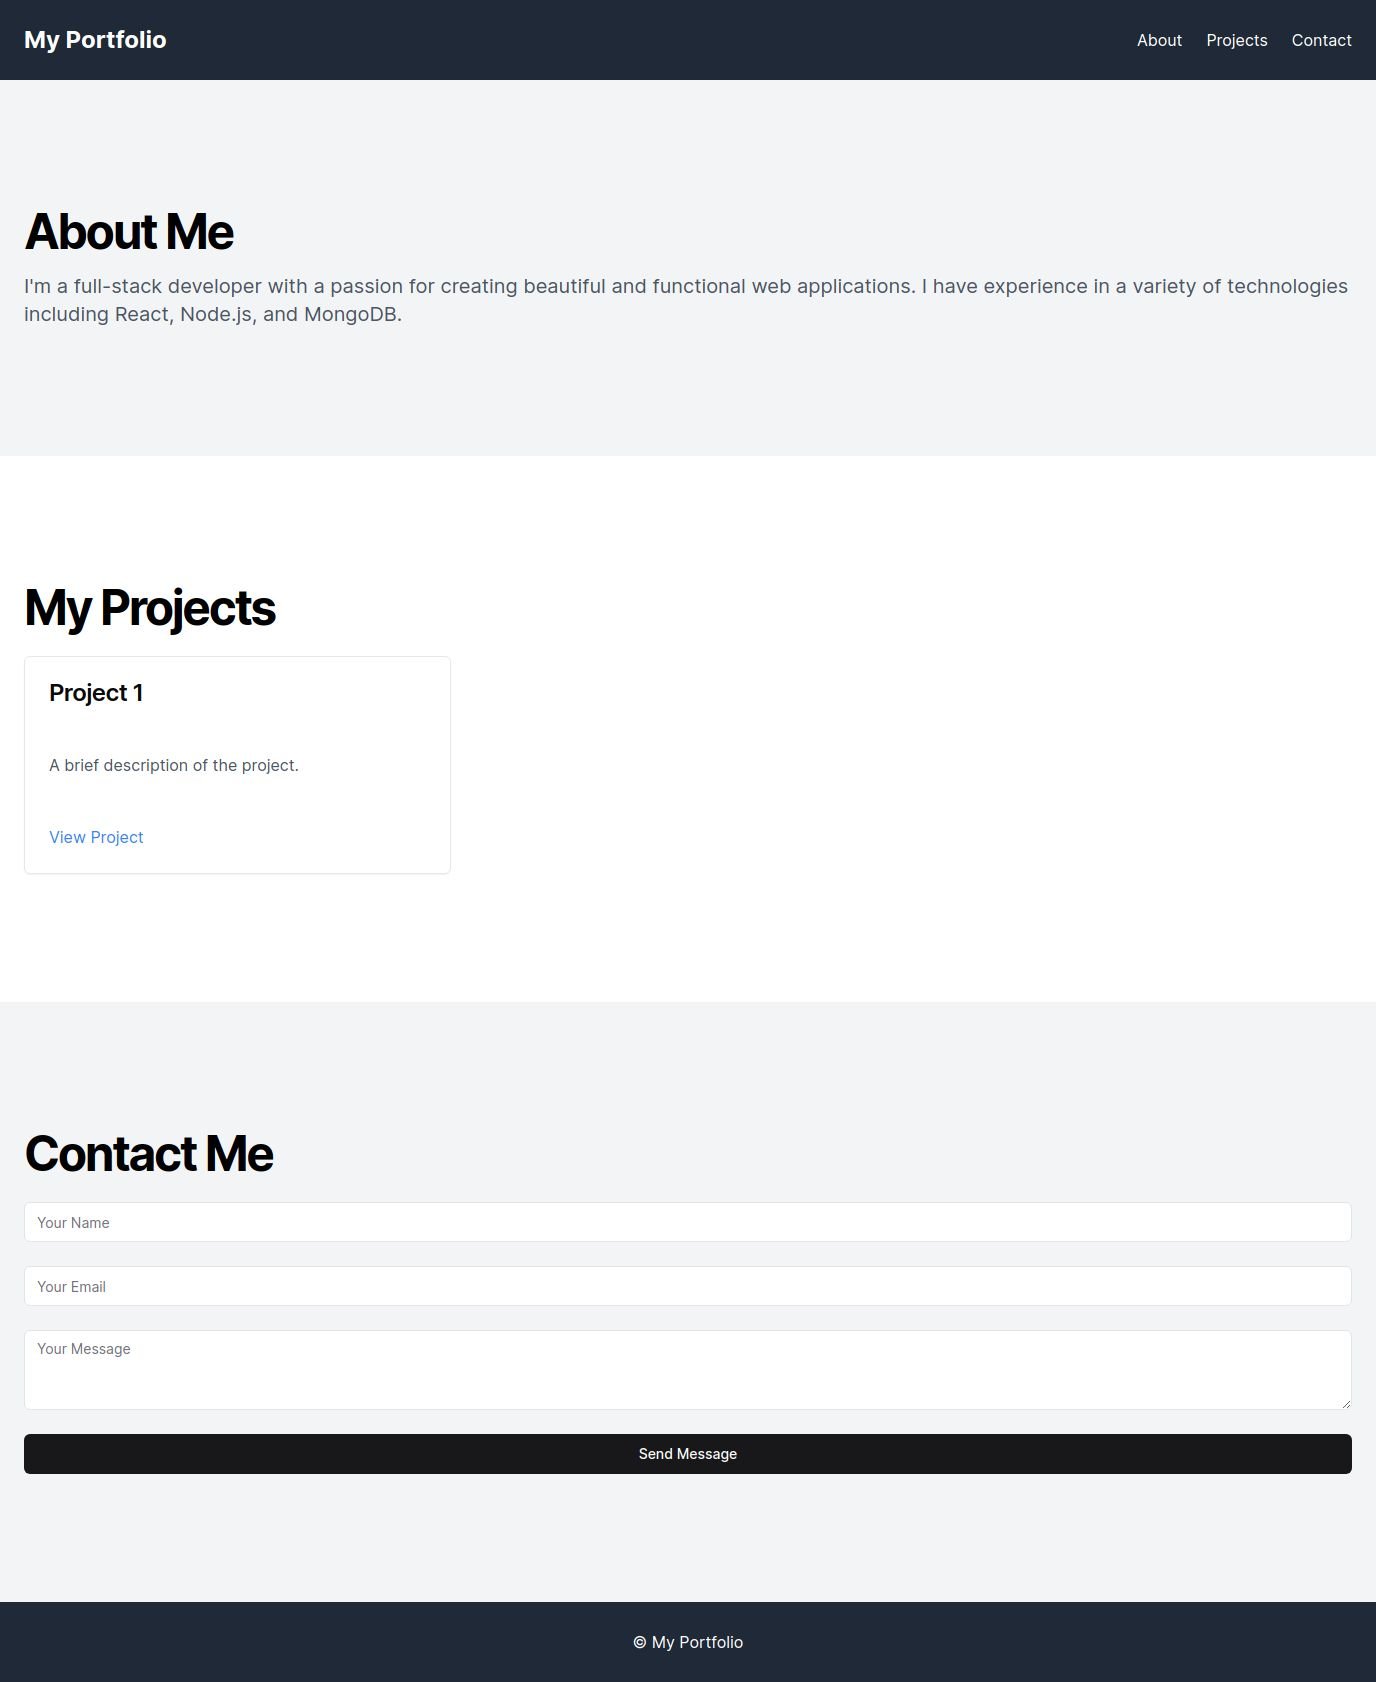 My Portfolio
About Projects Contact
About Me
I'm a full-stack developer with a passion for creating beautiful and functional web applications. I have experience in a variety of technologies
including React, Node.js, and MongoDB.
My Projects
Project 1
A brief description of the project.
View Project
Contact Me
Your Name
Your Email
Your Message
Send Message
© My Portfolio